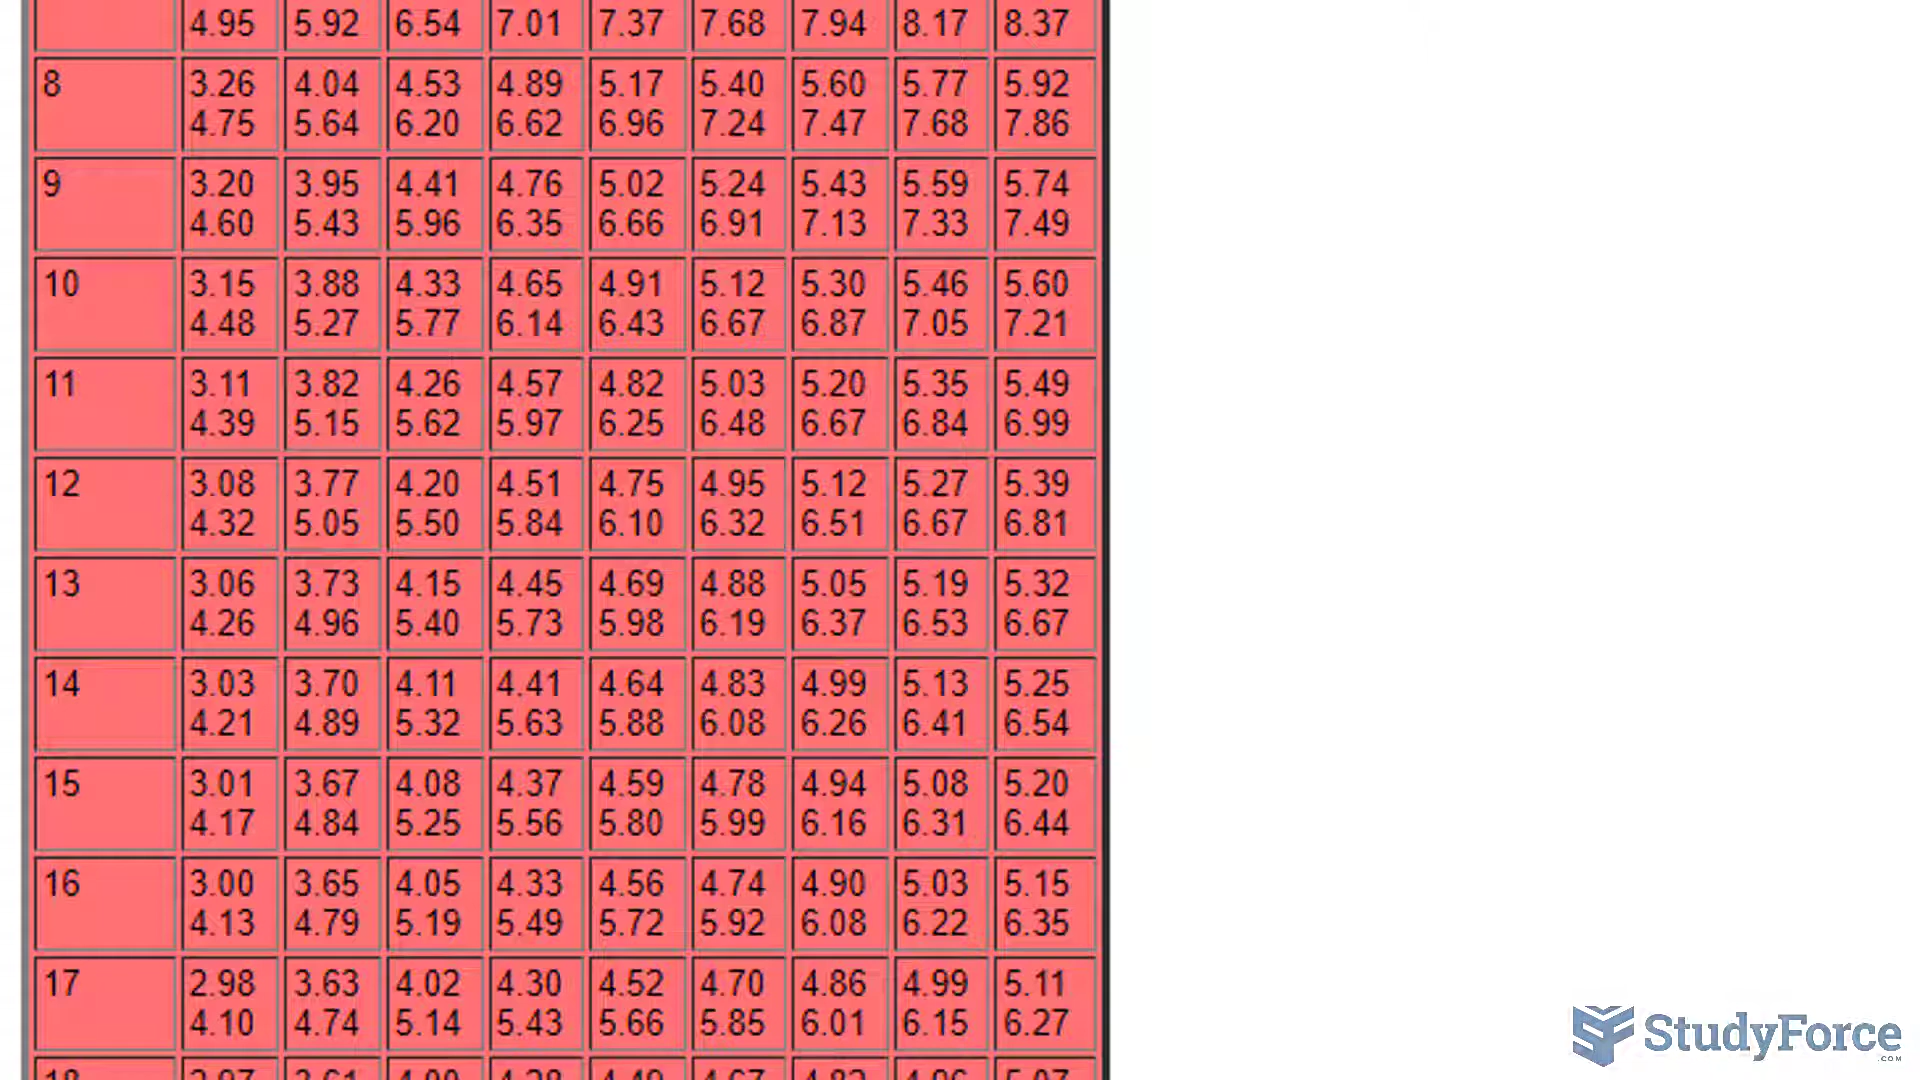 4.95 5.92 6.54 7.01 7.37 7.68 7.94 8.17 8.37
8 3.26 4.04 4.53 4.89 5.17 5.40 5.60 5.77 5.92
4.75 5.64 6.20 6.62 6.96 7.24 7.47 7.68 7.86
9 3.20 3.95 4.41 4.76 5.02 5.24 5.43 5.59 5.74
4.60 5.43 5.96 6.35 6.66 6.91 7.13 7.33 7.49
10 3.15 3.88 4.33 4.65 4.91 5.12 5.30 5.46 5.60
4.48 5.27 5.77 6.14 6.43 6.67 6.87 7.05 7.21
11 3.11 3.82 4.26 4.57 4.82 5.03 5.20 5.35 5.49
4.39 5.15 5.62 5.97 6.25 6.48 6.67 6.84 6.99
12 3.08 3.77 4.20 4.51 4.75 4.95 5.12 5.27 5.39
4.32 5.05 5.50 5.84 6.10 6.32 6.51 6.67 6.81
13 3.06 3.73 4.15 4.45 4.69 4.88 5.05 5.19 5.32
4.26 4.96 5.40 5.73 5.98 6.19 6.37 6.53 6.67
14 3.03 3.70 4.11 4.41 4.64 4.83 4.99 5.13 5.25
4.21 4.89 5.32 5.63 5.88 6.08 6.26 6.41 6.54
15 3.01 3.67 4.08 4.37 4.59 4.78 4.94 5.08 5.20
4.17 4.84 5.25 5.56 5.80 5.99 6.16 6.31 6.44
16 3.00 3.65 4.05 4.33 4.56 4.74 4.90 5.03 5.15
4.13 4.79 5.19 5.49 5.72 5.92 6.08 6.22 6.35
17 2.98 3.63 4.02 4.30 4.52 4.70 4.86 4.99 5.11
4.10 4.74 5.14 5.43 5.66 5.85 6.01 6.15 6.27
StudyForce
.COM